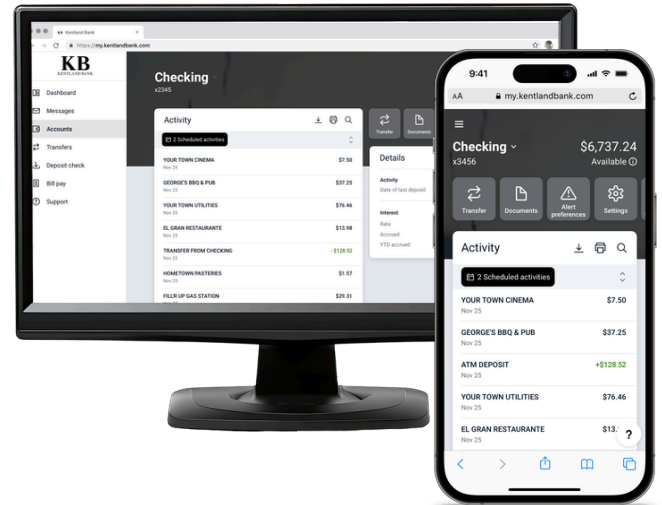 Kentland Bank
https://my.kentlandbank.com
KB
KENTLAND BANK
Dashboard
Messages
Accounts
Transfers
Deposit check
Bill pay
Support
Checking
x2345
Activity
2 Scheduled activities
YOUR TOWN CINEMA $7.50
Nov 25
GEORGE'S BBQ & PUB $37.25
Nov 25
YOUR TOWN UTILITIES $76.46
Nov 25
EL GRAN RESTAURANTE $13.98
Nov 25
TRANSFER FROM CHECKING - $128.52
Nov 25
HOMETOWN PASTERIES $1.57
Nov 25
FILL'R UP GAS STATION $29.31
Nov 25
Transfer
Documents
Details
Activity
Date of last deposit
Interest
Rate
Accrued
YTD accrued
9:41
AA my.kentlandbank.com
Checking $6,737.24
x3456 Available
Transfer
Documents
Alert
preferences
Settings
Activity
2 Scheduled activities
YOUR TOWN CINEMA $7.50
Nov 25
GEORGE'S BBQ & PUB $37.25
Nov 25
ATM DEPOSIT +$128.52
Nov 25
YOUR TOWN UTILITIES $76.46
Nov 25
EL GRAN RESTAURANTE $13.
Nov 25
?